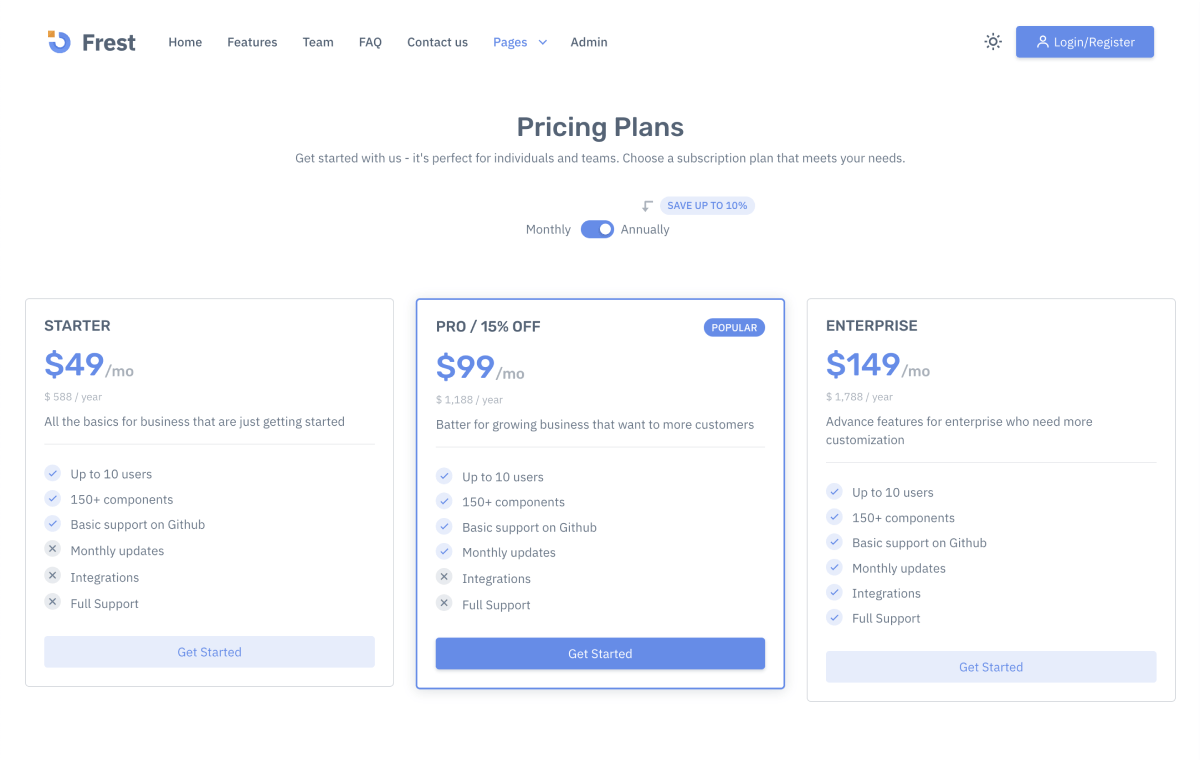 Frest
Home
Features
Team
FAQ
Contact us
Pages
Admin
Login/Register
Pricing Plans
Get started with us - it's perfect for individuals and teams. Choose a subscription plan that meets your needs.
SAVE UP TO 10%
Monthly
Annually
STARTER
$49/mo
$ 588 / year
All the basics for business that are just getting started
Up to 10 users
150+ components
Basic support on Github
Monthly updates
Integrations
Full Support
Get Started
PRO / 15% OFF
POPULAR
$99/mo
$ 1,188 / year
Batter for growing business that want to more customers
Up to 10 users
150+ components
Basic support on Github
Monthly updates
Integrations
Full Support
Get Started
ENTERPRISE
$149/mo
$ 1,788 / year
Advance features for enterprise who need more
customization
Up to 10 users
150+ components
Basic support on Github
Monthly updates
Integrations
Full Support
Get Started